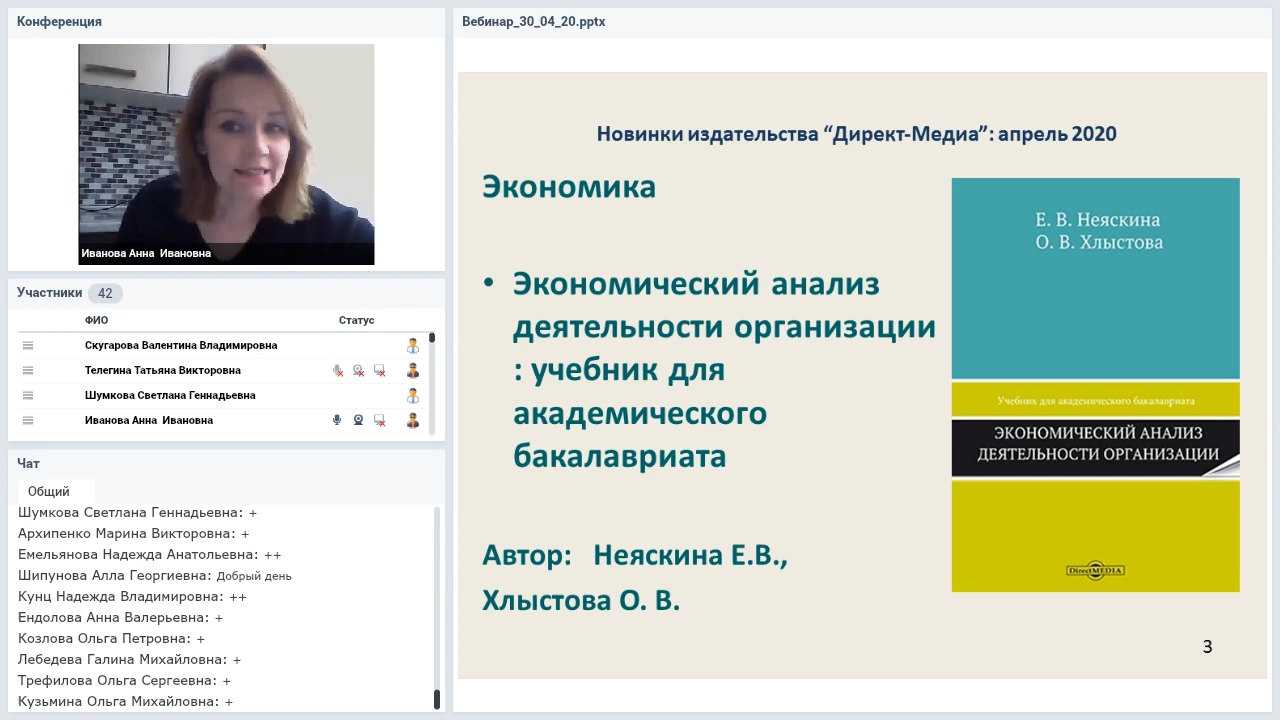 Конференция
Иванова Анна  Ивановна
Участники 42
ФИО Статус
Скугарова Валентина Владимировна
Телегина Татьяна Викторовна
Шумкова Светлана Геннадьевна
Иванова Анна  Ивановна
Чат
Общий
Шумкова Светлана Геннадьевна: +
Архипенко Марина Викторовна: +
Емельянова Надежда Анатольевна: ++
Шипунова Алла Георгиевна: Добрый день
Кунц Надежда Владимировна: ++
Ендолова Анна Валерьевна: +
Козлова Ольга Петровна: +
Лебедева Галина Михайловна: +
Трефилова Ольга Сергеевна: +
Кузьмина Ольга Михайловна: +
Вебинар_30_04_20.pptx
Новинки издательства “Директ-Медиа”: апрель 2020
Экономика
• Экономический анализ
деятельности организации
: учебник для
академического
бакалавриата
Автор:   Неяскина Е.В.,
Хлыстова О. В.
Е. В. Неяскина
О. В. Хлыстова
Учебник для академического бакалавриата
ЭКОНОМИЧЕСКИЙ АНАЛИЗ
ДЕЯТЕЛЬНОСТИ ОРГАНИЗАЦИИ
DirectMEDIA
3